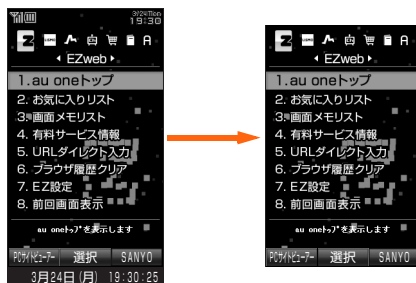 3/24Mon
19:30
EZweb
1.au oneトップ
2. お気に入りリスト
3. 画面メモリスト
4. 有料サービス情報
5. URLダイレクト入力
6. ブラウザ履歴クリア
7. EZ設定
8. 前回画面表示
au oneトップを表示します
PCサイトビューアー 選択 SANYO
3月24日(月) 19:30:25
EZweb
1.au oneトップ
2. お気に入りリスト
3. 画面メモリスト
4. 有料サービス情報
5. URLダイレクト入力
6. ブラウザ履歴クリア
7. EZ設定
8. 前回画面表示
au oneトップを表示します
PCサイトビューアー 選択 SANYO